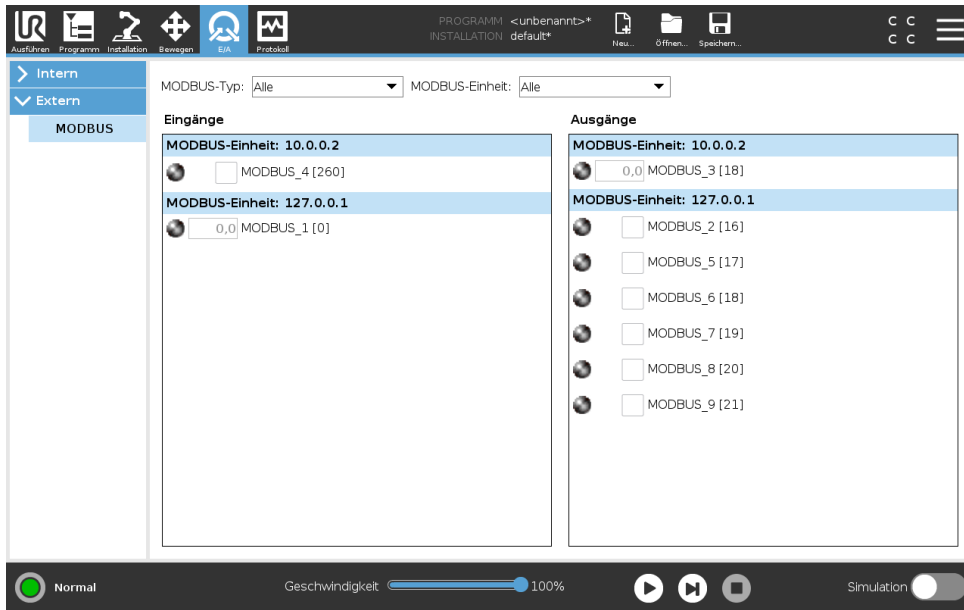 PROGRAMM <unbenannt>*
INSTALLATION default*
C C
C C
Ausführen Programm Installation Bewegen E/A Protokoll Neu... Öffnen... Speichern...
Intern
Extern
MODBUS
MODBUS-Typ: Alle MODBUS-Einheit: Alle
Eingänge
MODBUS-Einheit: 10.0.0.2
MODBUS_4 [260]
MODBUS-Einheit: 127.0.0.1
0,0 MODBUS_1 [0]
Ausgänge
MODBUS-Einheit: 10.0.0.2
0,0 MODBUS_3 [18]
MODBUS-Einheit: 127.0.0.1
MODBUS_2 [16]
MODBUS_5 [17]
MODBUS_6 [18]
MODBUS_7 [19]
MODBUS_8 [20]
MODBUS_9 [21]
Normal Geschwindigkeit 100% Simulation